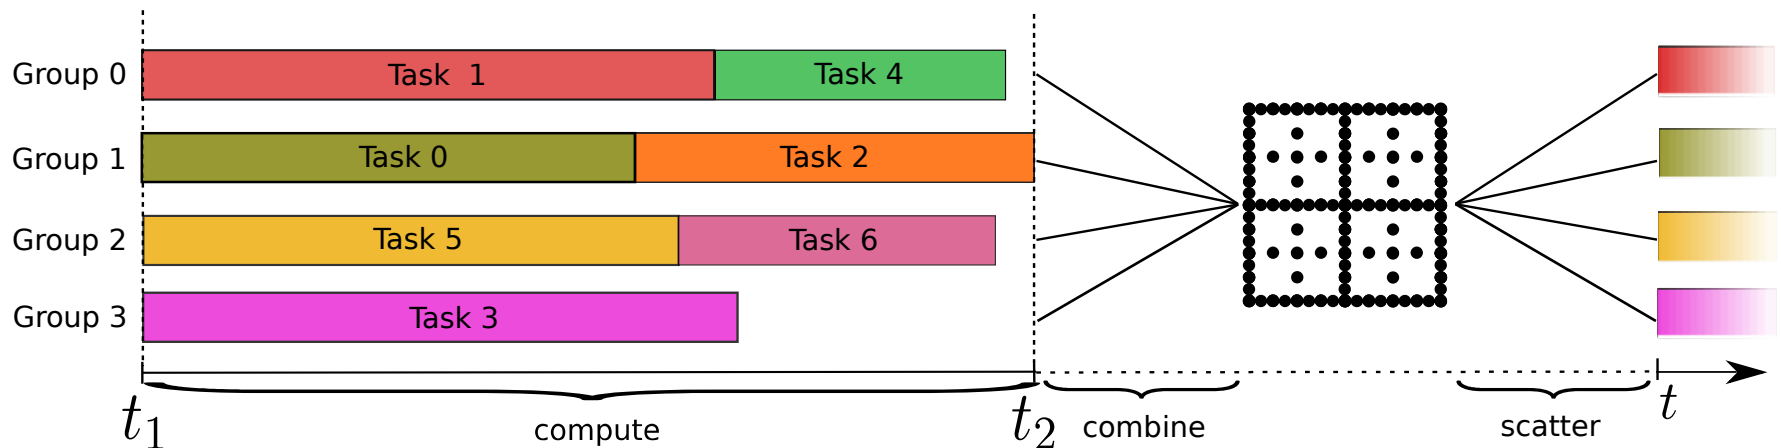 Group 0
Task 1
Task 4
Group 1
Task 0
Task 2
Group 2
Task 5
Task 6
Group 3
Task 3
t1
compute
t2
combine
scatter
t